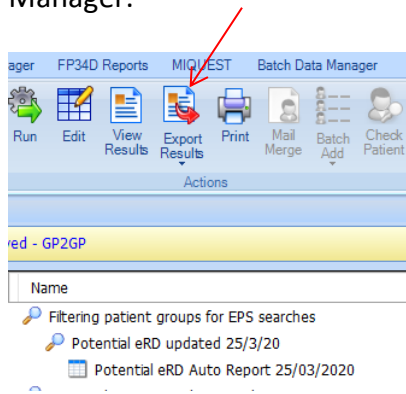 Manager.
ager FP34D Reports MIQUEST Batch Data Manager
Run Edit View Results Export Results Print Mail Merge Batch Add Check Patient
Actions
ved - GP2GP
Name
Filtering patient groups for EPS searches
Potential eRD updated 25/3/20
Potential eRD Auto Report 25/03/2020